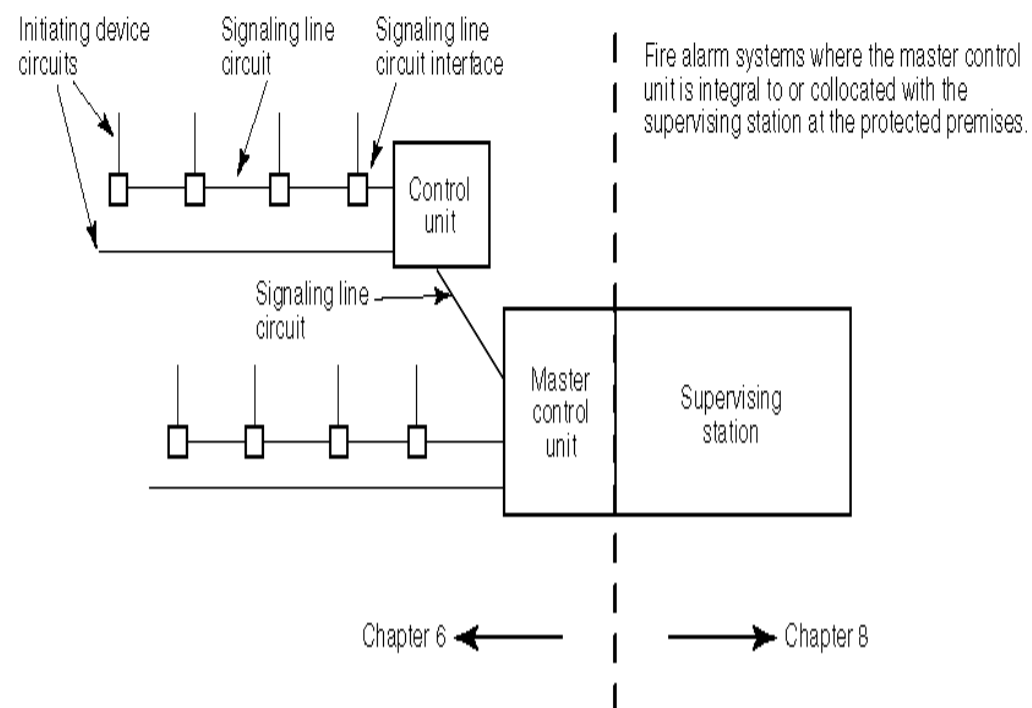 Initiating device
circuits
Signaling line
circuit
Signaling line
circuit interface
Fire alarm systems where the master control
unit is integral to or collocated with the
supervising station at the protected premises.
Control
unit
Signaling line
circuit
Master
control
unit
Supervising
station
Chapter 6
Chapter 8